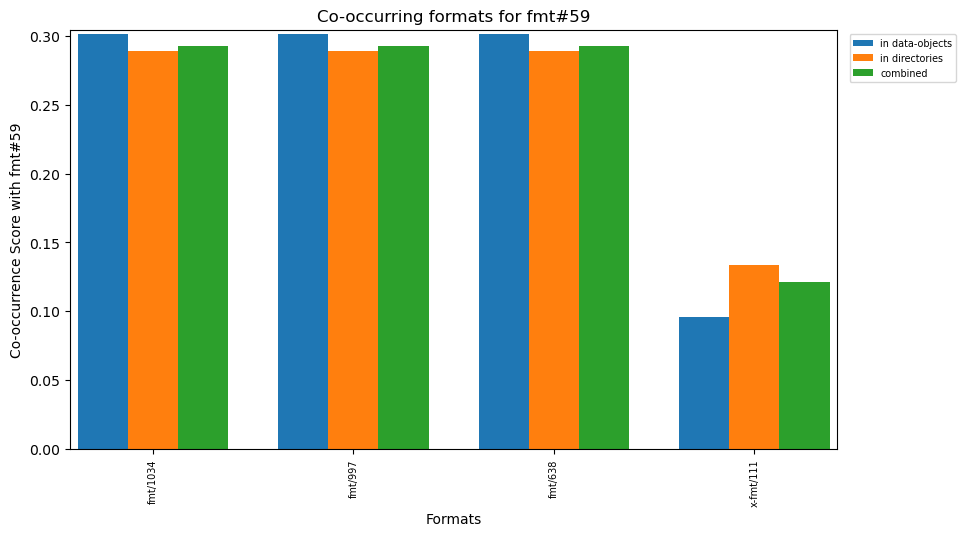 Co-occurring formats for fmt#59
in data-objects
in directories
combined
Co-occurrence Score with fmt#59
0.30
0.25
0.20
0.15
0.10
0.05
0.00
fmt/1034
fmt/997
fmt/638
x-fmt/111
Formats